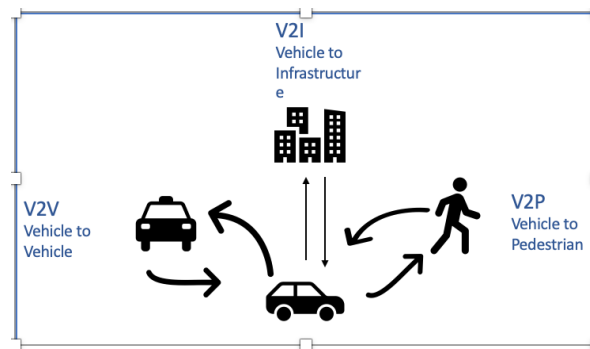 V2I
Vehicle to
Infrastructur
e
V2V
Vehicle to
Vehicle
V2P
Vehicle to
Pedestrian